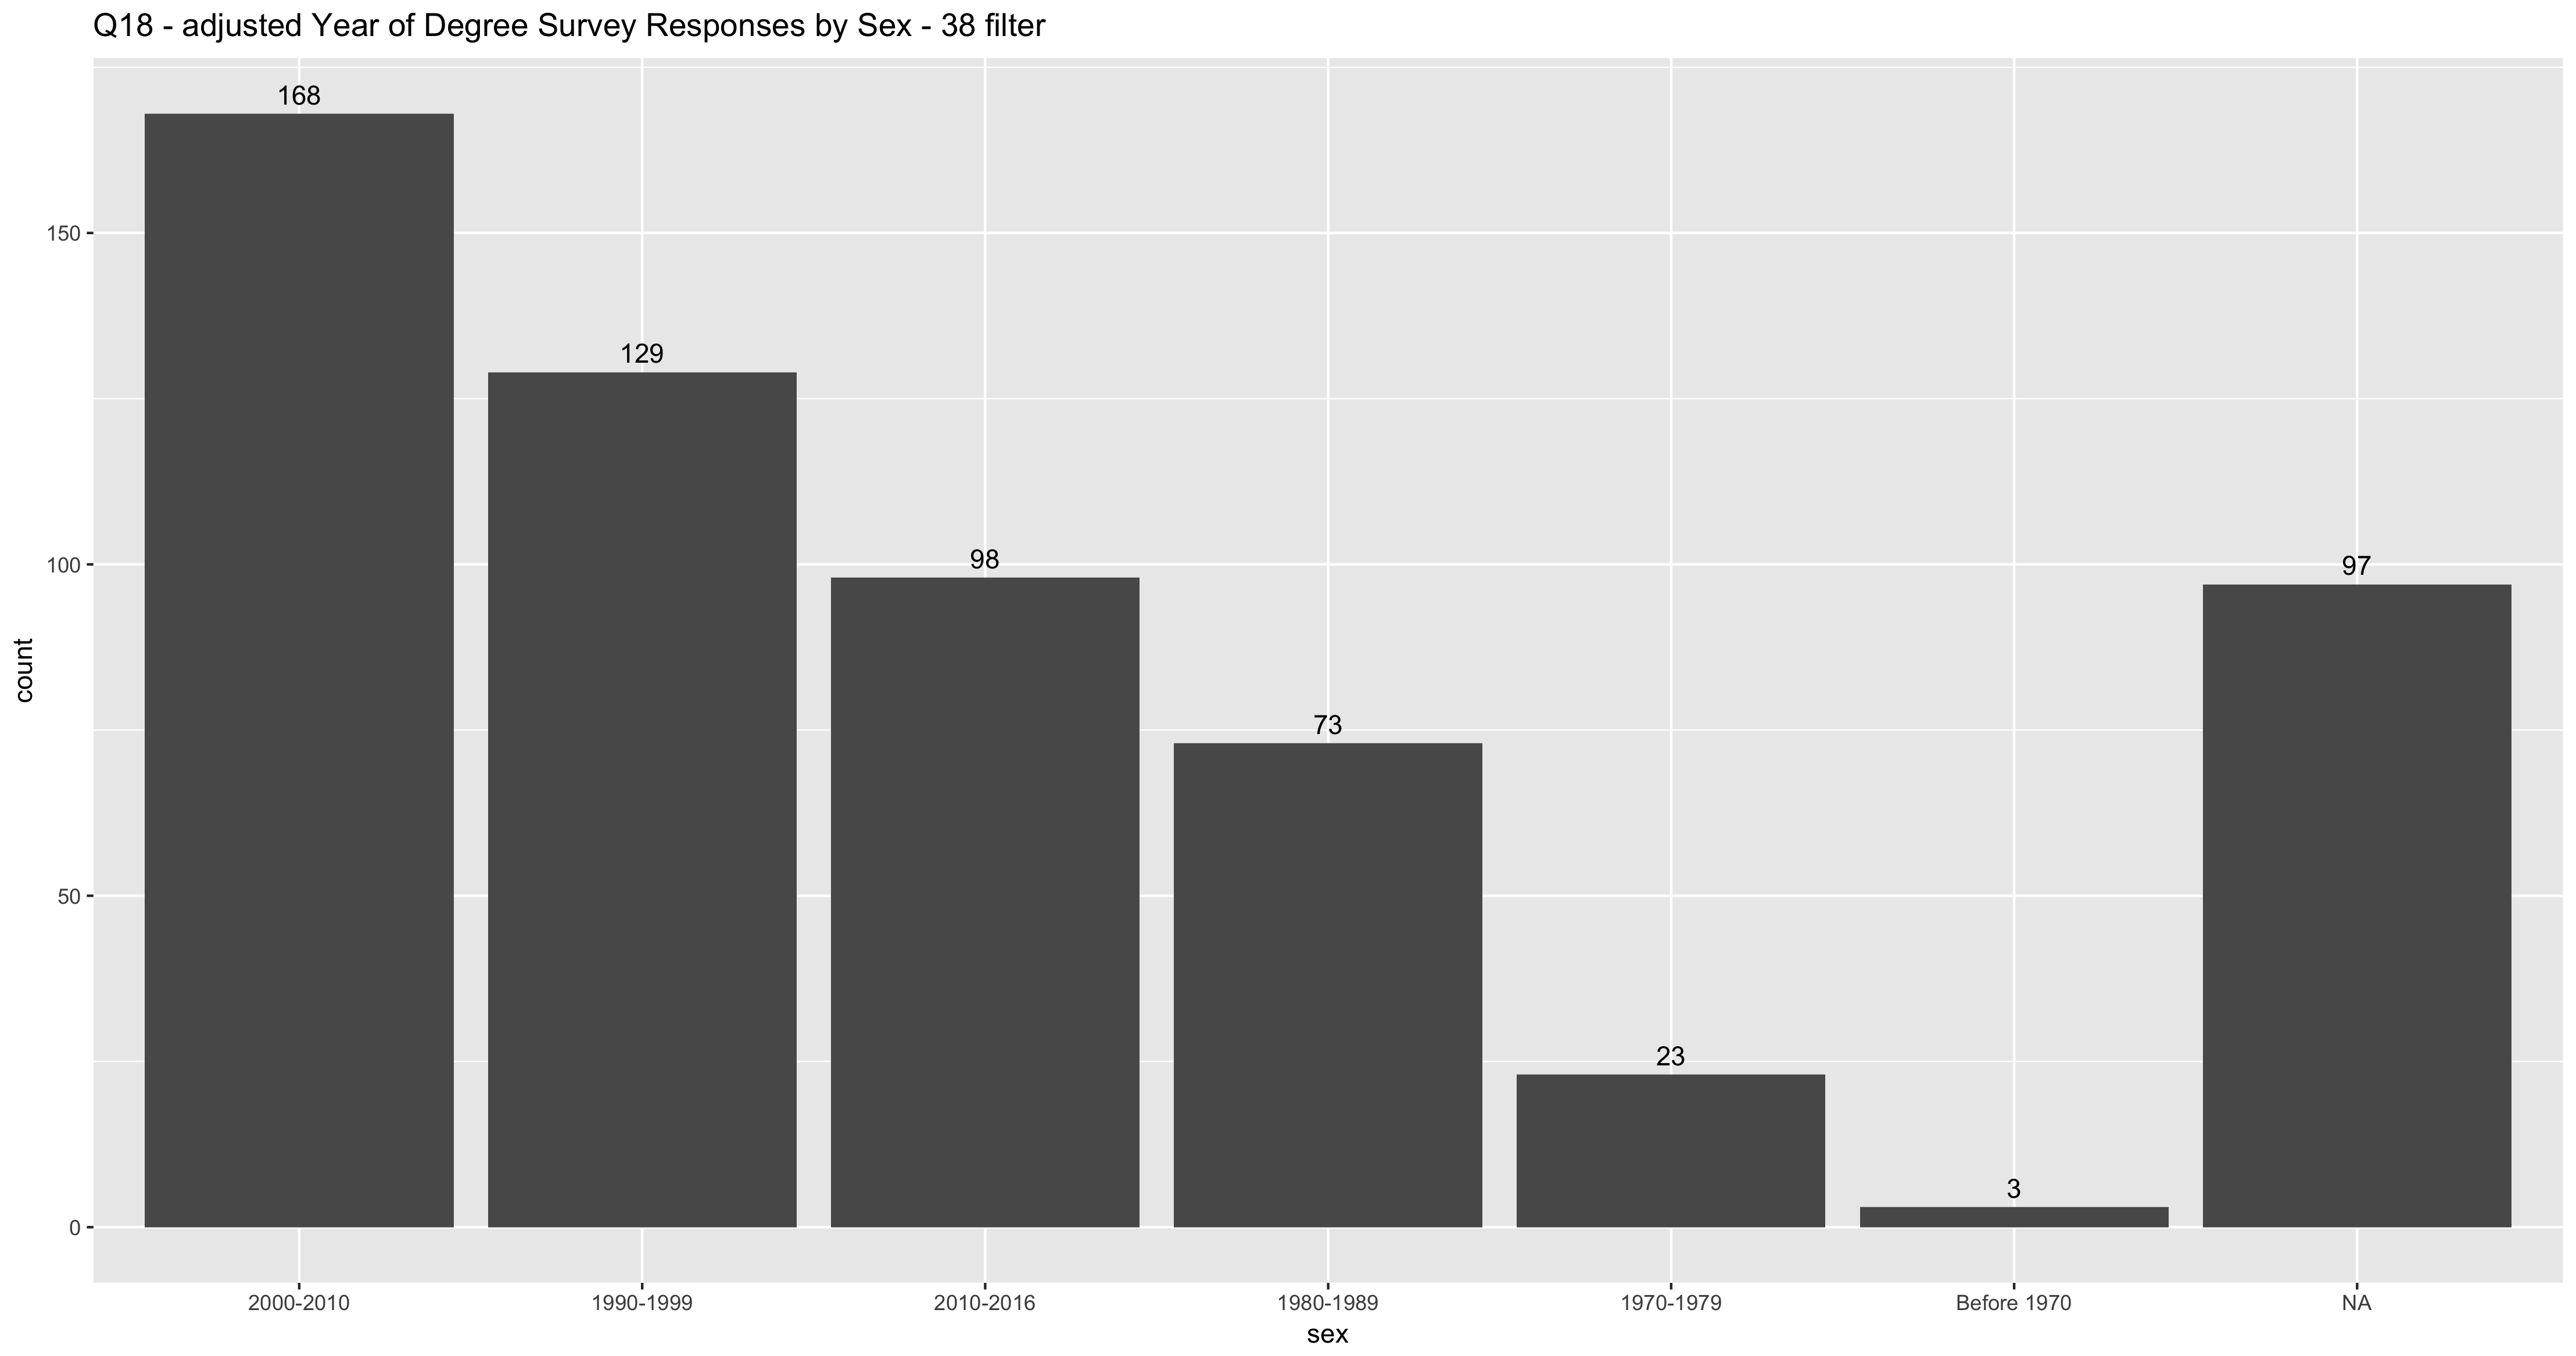 Q18 - adjusted Year of Degree Survey Responses by Sex - 38 filter
168
129
98
73
23
3
97
150
100
50
0
count
2000-2010 1990-1999 2010-2016 1980-1989 1970-1979 Before 1970 NA
sex